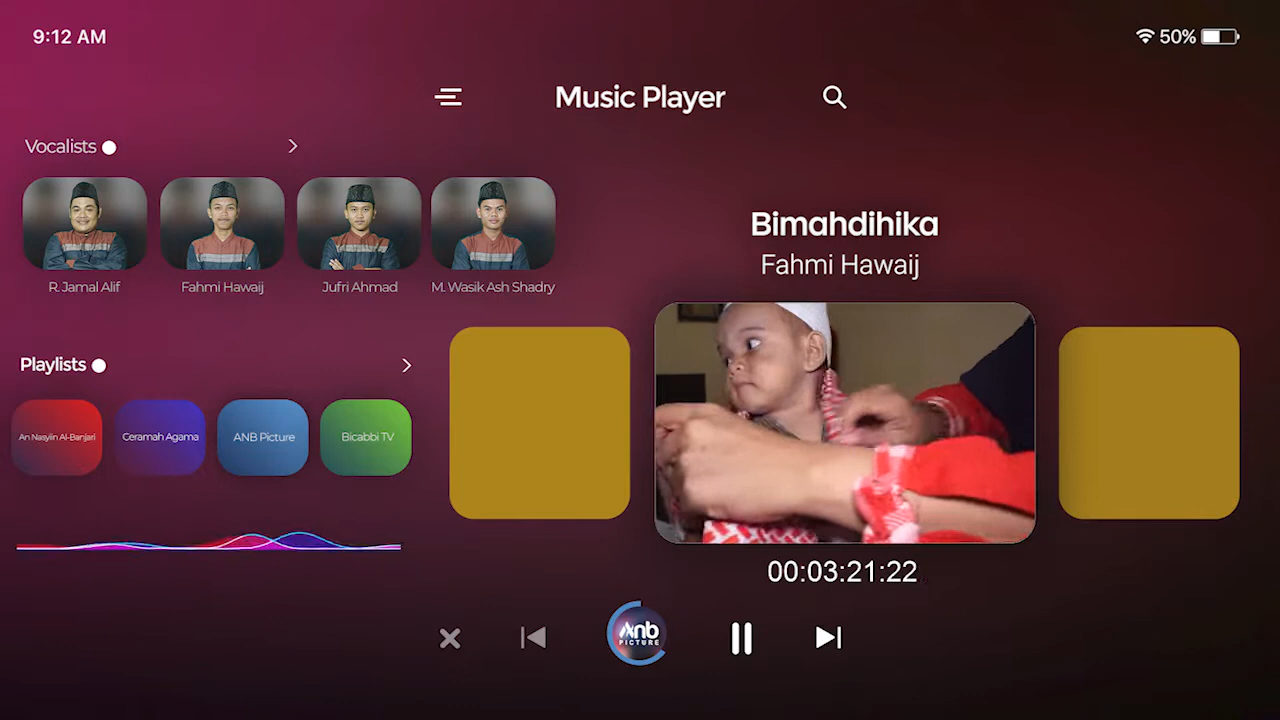 9:12 AM
50%
Music Player
Vocalists
R. Jamal Alif
Fahmi Hawaij
Jufri Ahmad
M. Wasik Ash Shadry
Bimahdihika
Fahmi Hawaij
Playlists
An Nasyiin Al-Banjari
Ceramah Agama
ANB Picture
Bicabbi TV
00:03:21:22
Anb
PICTURE